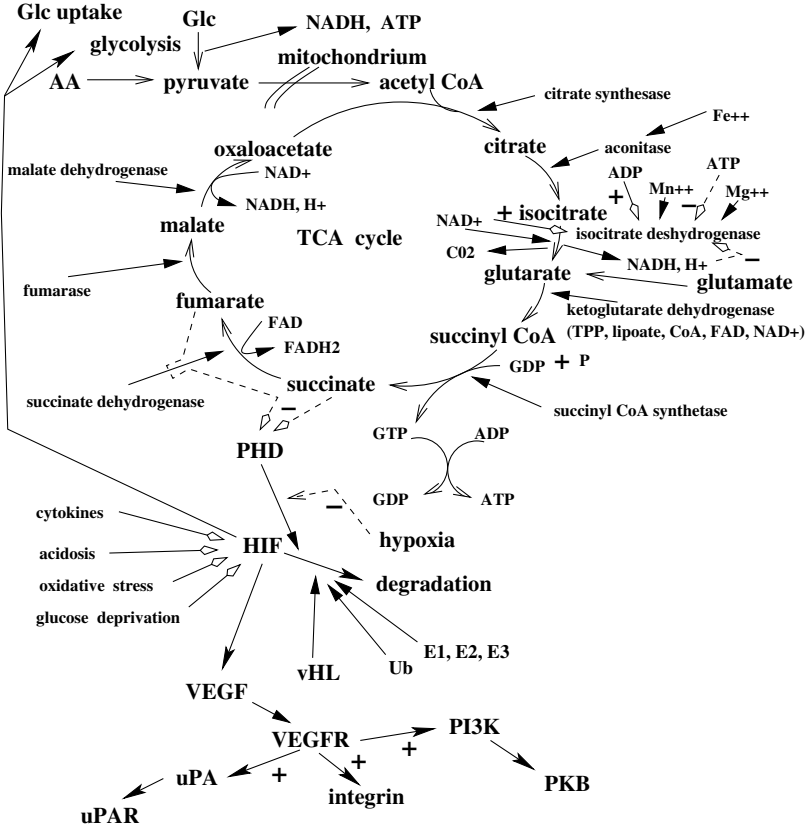 Glc uptake
Glc
NADH, ATP
glycolysis
mitochondrium
AA
pyruvate
acetyl CoA
citrate synthesase
Fe++
oxaloacetate
citrate
aconitase
malate dehydrogenase
NAD+
ADP
ATP
Mn++
Mg++
NADH, H+
+
−
malate
TCA cycle
NAD+
+ isocitrate
isocitrate deshydrogenase
C02
NADH, H+
−
fumarase
glutarate
glutamate
fumarate
ketoglutarate dehydrogenase
(TPP, lipoate, CoA, FAD, NAD+)
FAD
FADH2
succinyl CoA
GDP + P
succinate
succinate dehydrogenase
−
succinyl CoA synthetase
PHD
GTP
ADP
GDP
ATP
cytokines
−
hypoxia
acidosis
HIF
oxidative stress
degradation
glucose deprivation
E1, E2, E3
vHL
Ub
VEGF
VEGFR
PI3K
+
+
uPA
+
integrin
PKB
uPAR